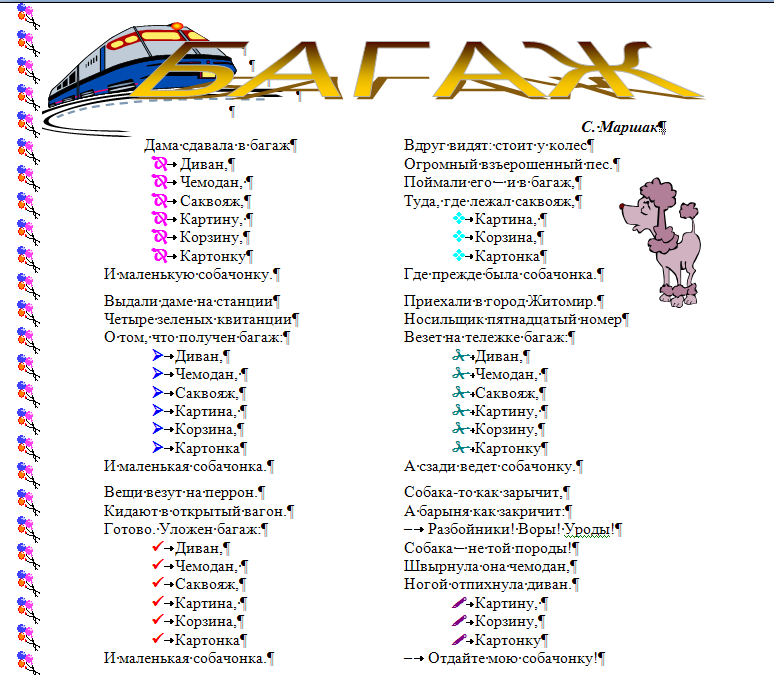 БАГАЖ
С. Маршак
Дама сдавала в багаж
Диван,
Чемодан,
Саквояж,
Картину,
Корзину,
Картонку
И маленькую собачонку.
Выдали даме на станции
Четыре зеленых квитанции
О том, что получен багаж:
Диван,
Чемодан,
Саквояж,
Картина,
Корзина,
Картонка
И маленькая собачонка.
Вещи везут на перрон.
Кидают в открытый вагон.
Готово. Уложен багаж:
Диван,
Чемодан,
Саквояж,
Картина,
Корзина,
Картонка
И маленькая собачонка.
Вдруг видят: стоит у колес
Огромный взъерошенный пес.
Поймали его – и в багаж,
Туда, где лежал саквояж,
Картина,
Корзина,
Картонка
Где прежде была собачонка.
Приехали в город Житомир.
Носильщик пятнадцатый номер
Везет на тележке багаж:
Диван,
Чемодан,
Саквояж,
Картину,
Корзину,
Картонку
А сзади ведет собачонку.
Собака-то как зарычит,
А барыня как закричит:
– Разбойники! Воры! Уроды!
Собака – не той породы!
Швырнула она чемодан,
Ногой отпихнула диван.
Картину,
Корзину,
Картонку
– Отдайте мою собачонку!